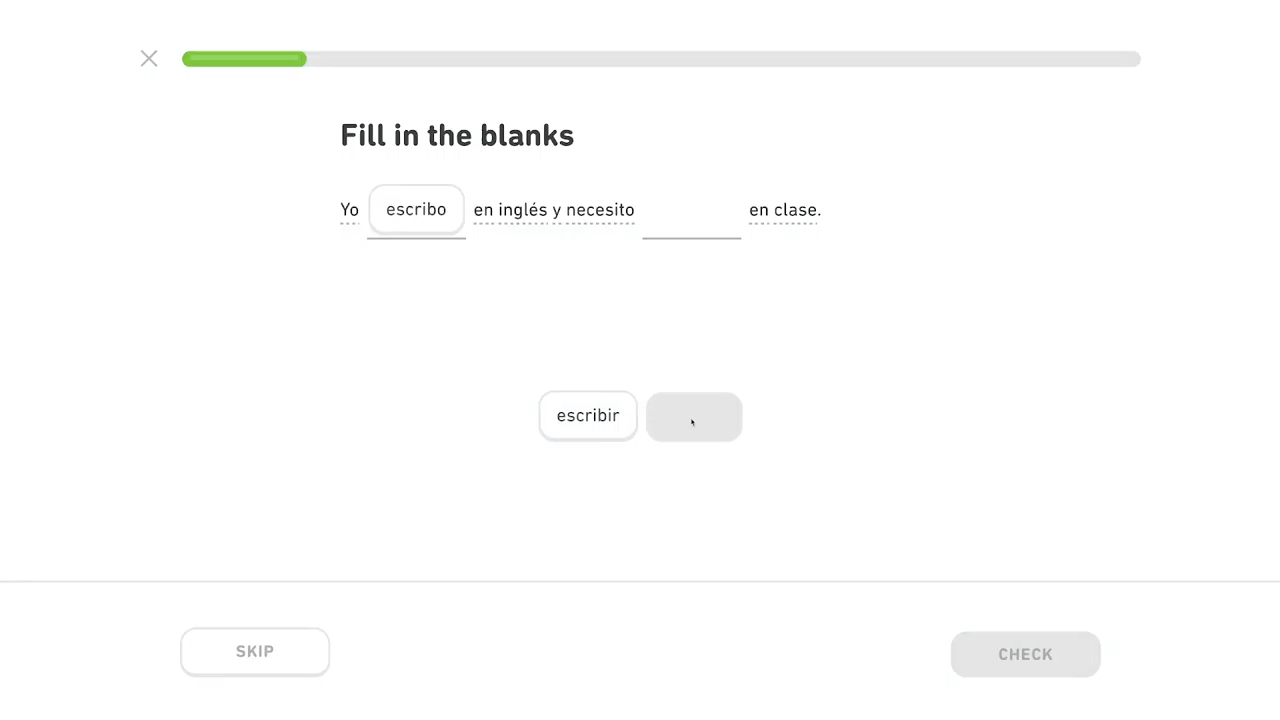 Fill in the blanks
Yo escribo en inglés y necesito en clase.
escribir
SKIP
CHECK